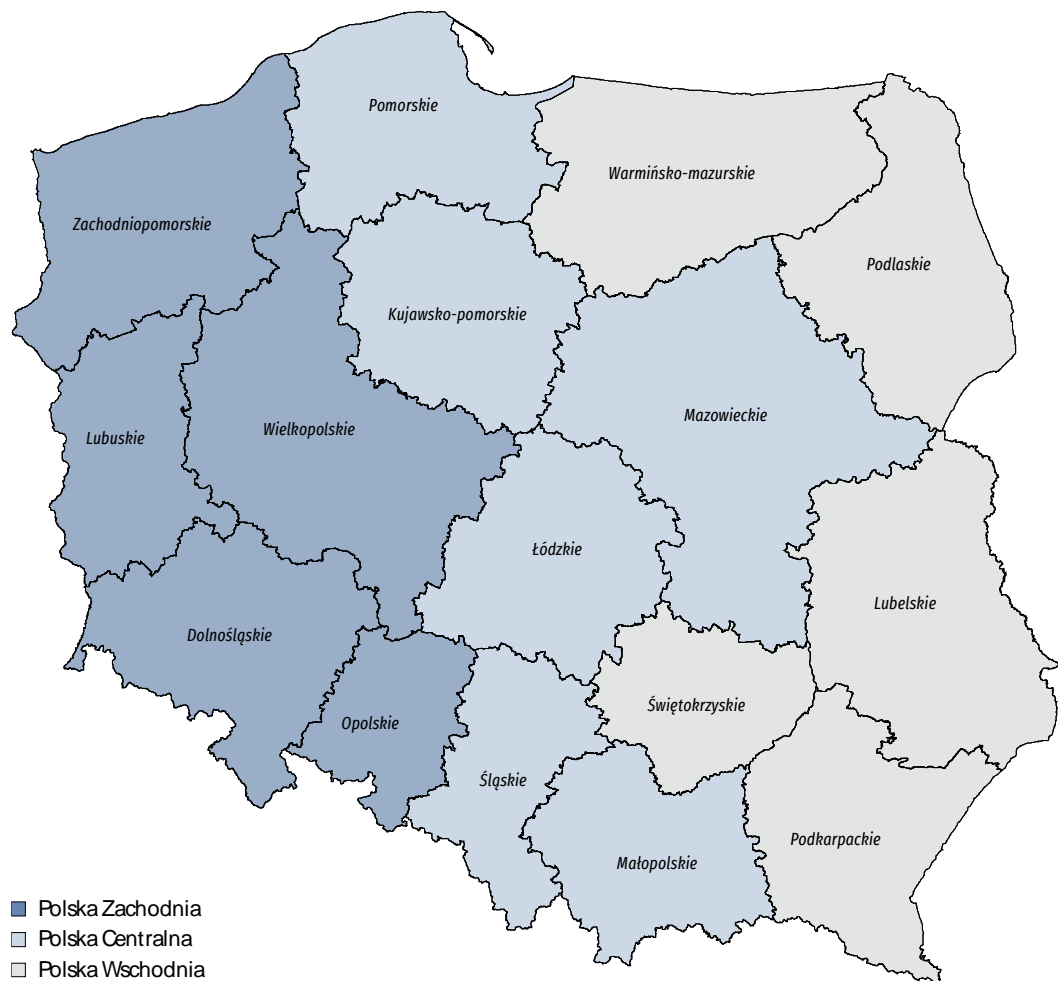 Pomorskie
Warmińsko-mazurskie
Zachodniopomorskie
Podlaskie
Kujawsko-pomorskie
Mazowieckie
Wielkopolskie
Lubuskie
Łódzkie
Lubelskie
Dolnośląskie
Świętokrzyskie
Opolskie
Śląskie
Podkarpackie
Małopolskie
Polska Zachodnia
Polska Centralna
Polska Wschodnia